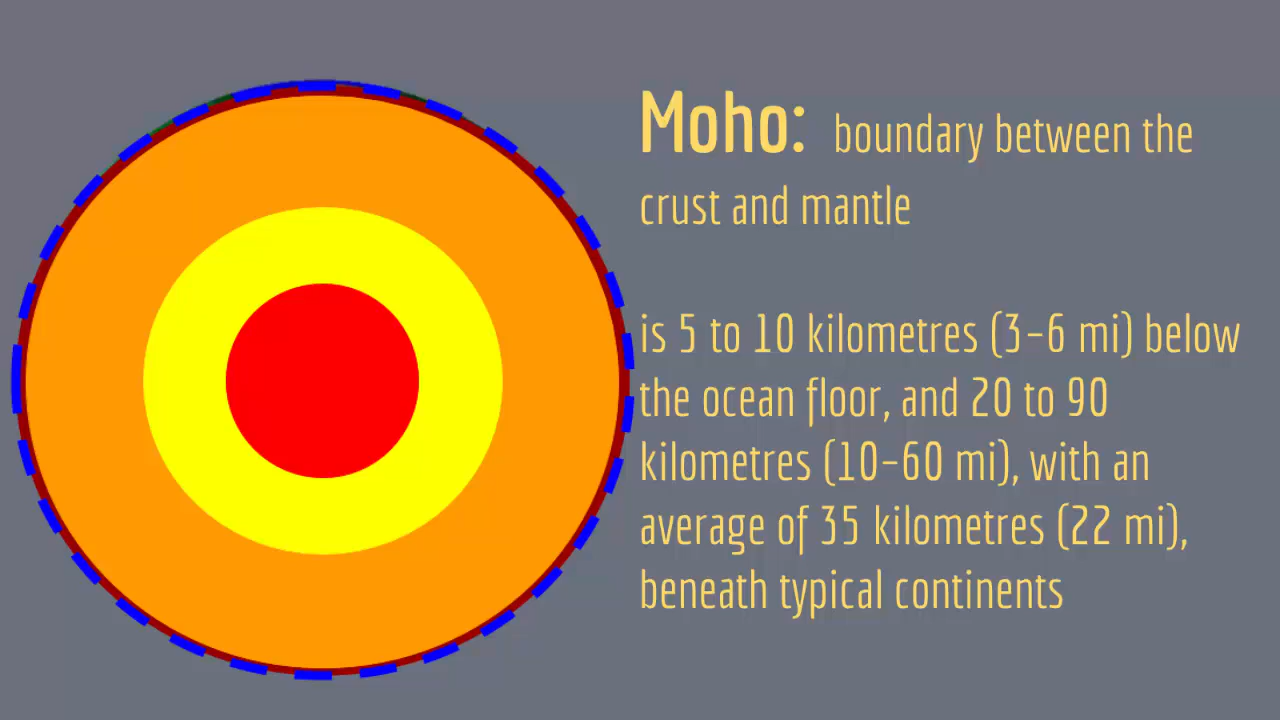 Moho: boundary between the
crust and mantle
is 5 to 10 kilometres (3–6 mi) below
the ocean floor, and 20 to 90
kilometres (10–60 mi), with an
average of 35 kilometres (22 mi),
beneath typical continents